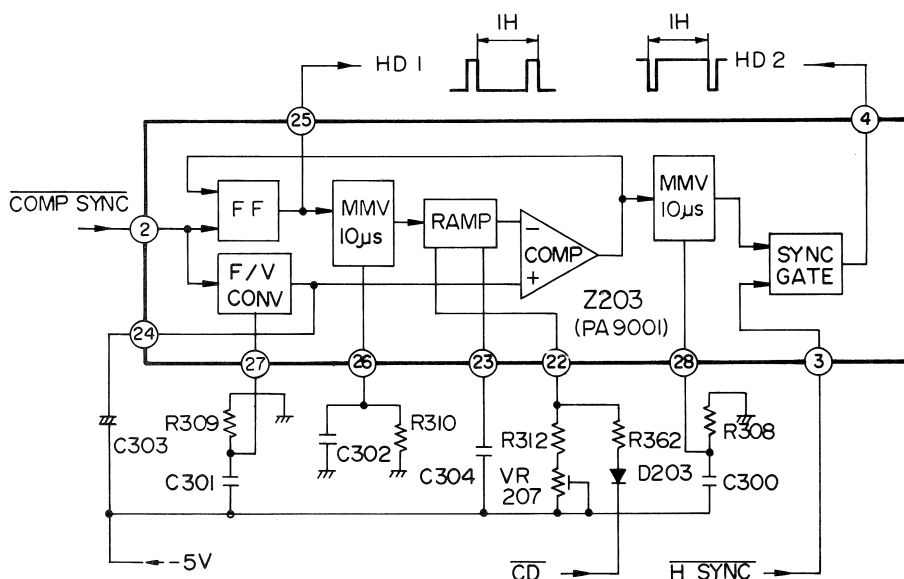 IH
IH
HD 1
HD 2
25
4
COMP SYNC
2
FF
MMV
10µs
RAMP
−
COMP
+
MMV
10µs
SYNC
GATE
F/V
CONV
Z203
(PA9001)
24
27
26
23
22
28
3
R309
C303
C301
C302
R310
C304
R312
VR
207
R362
D203
R308
C300
-5V
CD
H SYNC